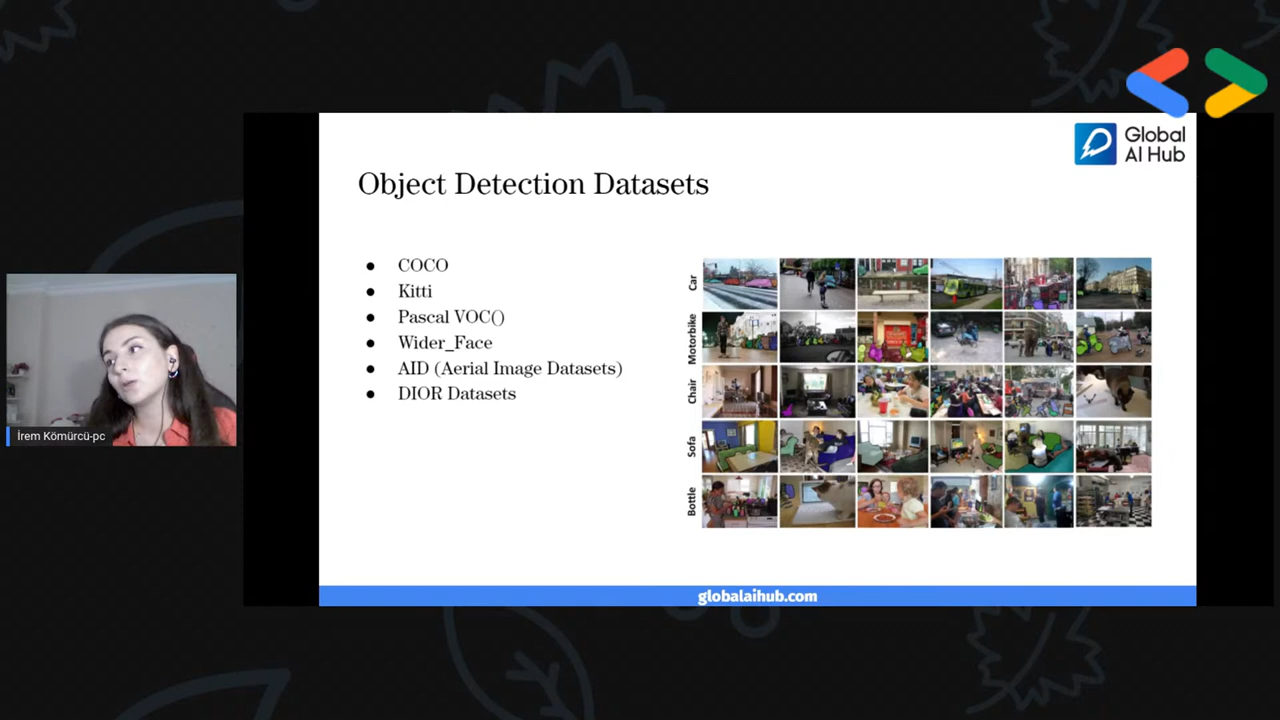 Global
AI Hub
Object Detection Datasets
● COCO
● Kitti
● Pascal VOC()
● Wider_Face
● AID (Aerial Image Datasets)
● DIOR Datasets
Car
Motorbike
Chair
Sofa
Bottle
İrem Kömürcü-pc
globalaihub.com